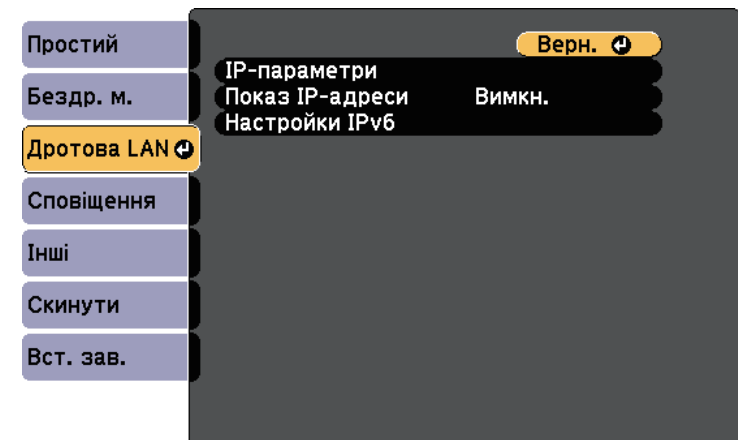 Простий
Бездр. м.
Дротова LAN
Сповіщення
Інші
Скинути
Вст. зав.
Верн.
IP-параметри
Показ IP-адреси Вимкн.
Настройки IPv6